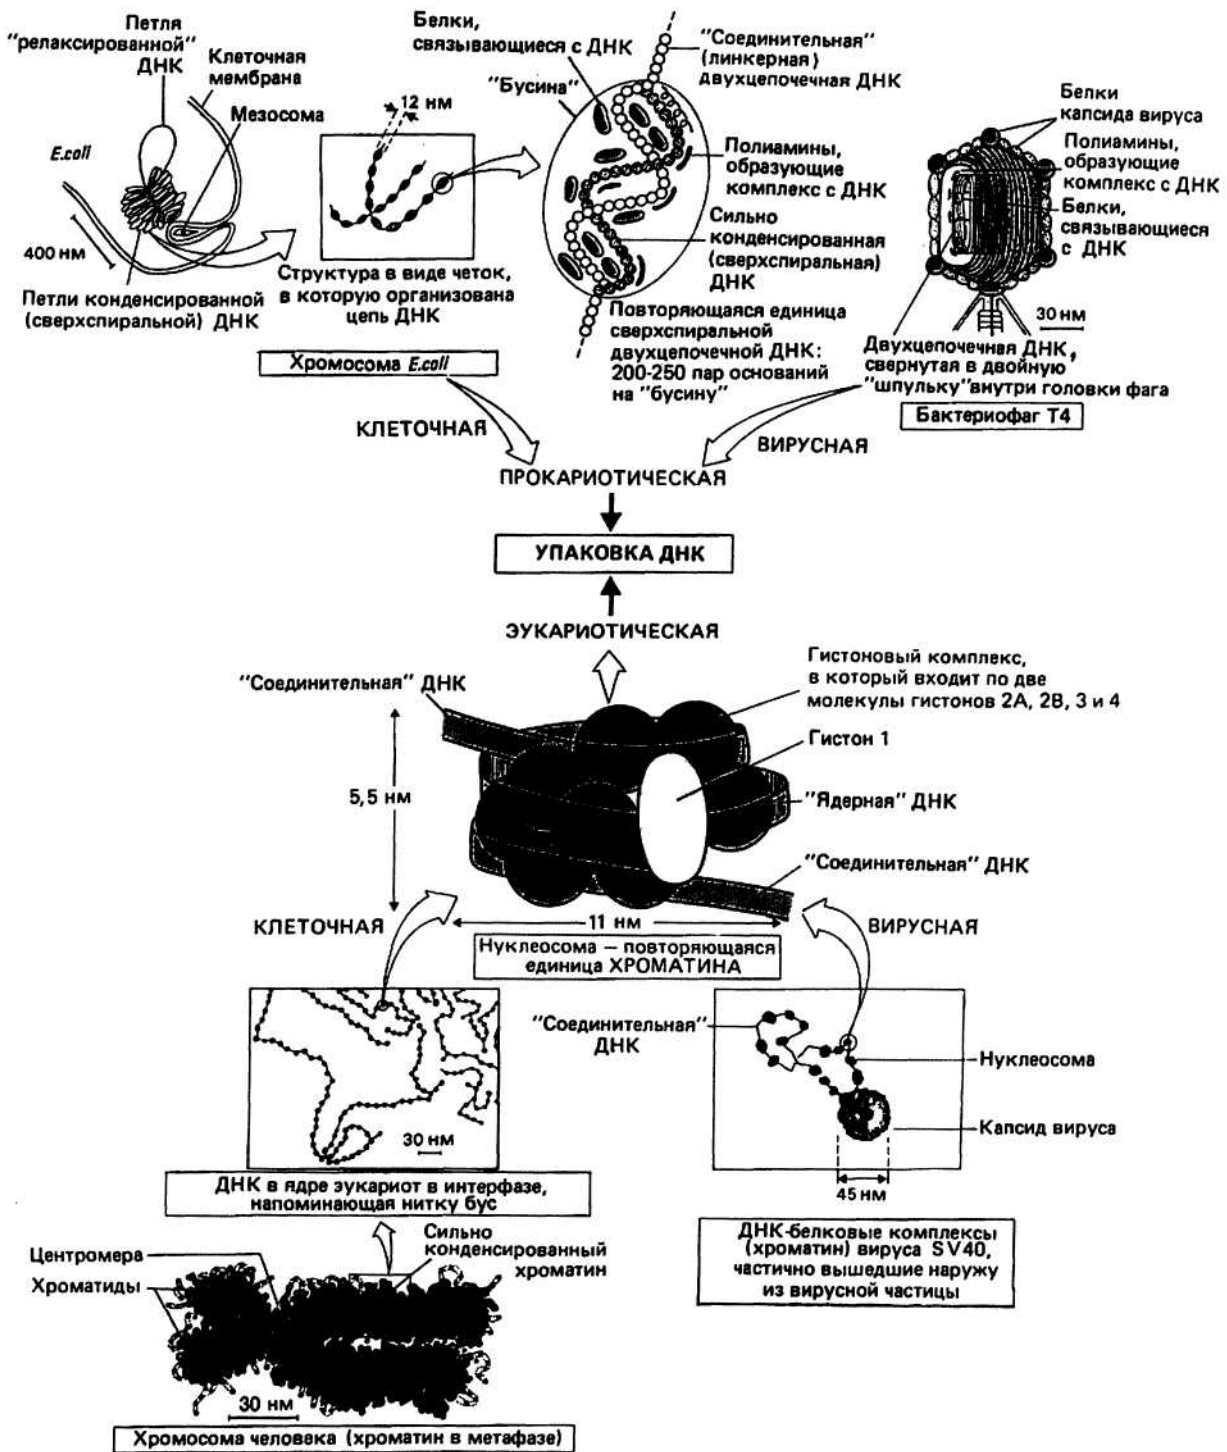 Петля
"релаксированной"
ДНК
Клеточная
мембрана
Мезосома
E.coli
400 нм
Петли конденсированной
(сверхспиральной) ДНК
12 нм
Структура в виде четок,
в которую организована
цепь ДНК
Хромосома E.coli
Белки,
связывающиеся с ДНК
"Бусина"
"Соединительная"
(линкерная)
двухцепочечная ДНК
Полиамины,
образующие
комплекс с ДНК
Сильно
конденсированная
(сверхспиральная)
ДНК
Повторяющаяся единица
сверхспиральной
двухцепочечной ДНК:
200-250 пар оснований
на "бусину"
Белки
капсида вируса
Полиамины,
образующие
комплекс с ДНК
Белки,
связывающиеся
с ДНК
30 нм
Двухцепочечная ДНК,
свернутая в двойную
"шпульку" внутри головки фага
Бактериофаг Т4
КЛЕТОЧНАЯ
ВИРУСНАЯ
ПРОКАРИОТИЧЕСКАЯ
УПАКОВКА ДНК
ЭУКАРИОТИЧЕСКАЯ
"Соединительная" ДНК
Гистоновый комплекс,
в который входит по две
молекулы гистонов 2А, 2В, 3 и 4
Гистон 1
5,5 нм
"Ядерная" ДНК
"Соединительная" ДНК
КЛЕТОЧНАЯ
11 нм
ВИРУСНАЯ
Нуклеосома — повторяющаяся
единица ХРОМАТИНА
30 нм
ДНК в ядре эукариот в интерфазе,
напоминающая нитку бус
"Соединительная"
ДНК
Нуклеосома
Капсид вируса
45 нм
ДНК-белковые комплексы
(хроматин) вируса SV40,
частично вышедшие наружу
из вирусной частицы
Центромера
Хроматиды
Сильно
конденсированный
хроматин
30 нм
Хромосома человека (хроматин в метафазе)